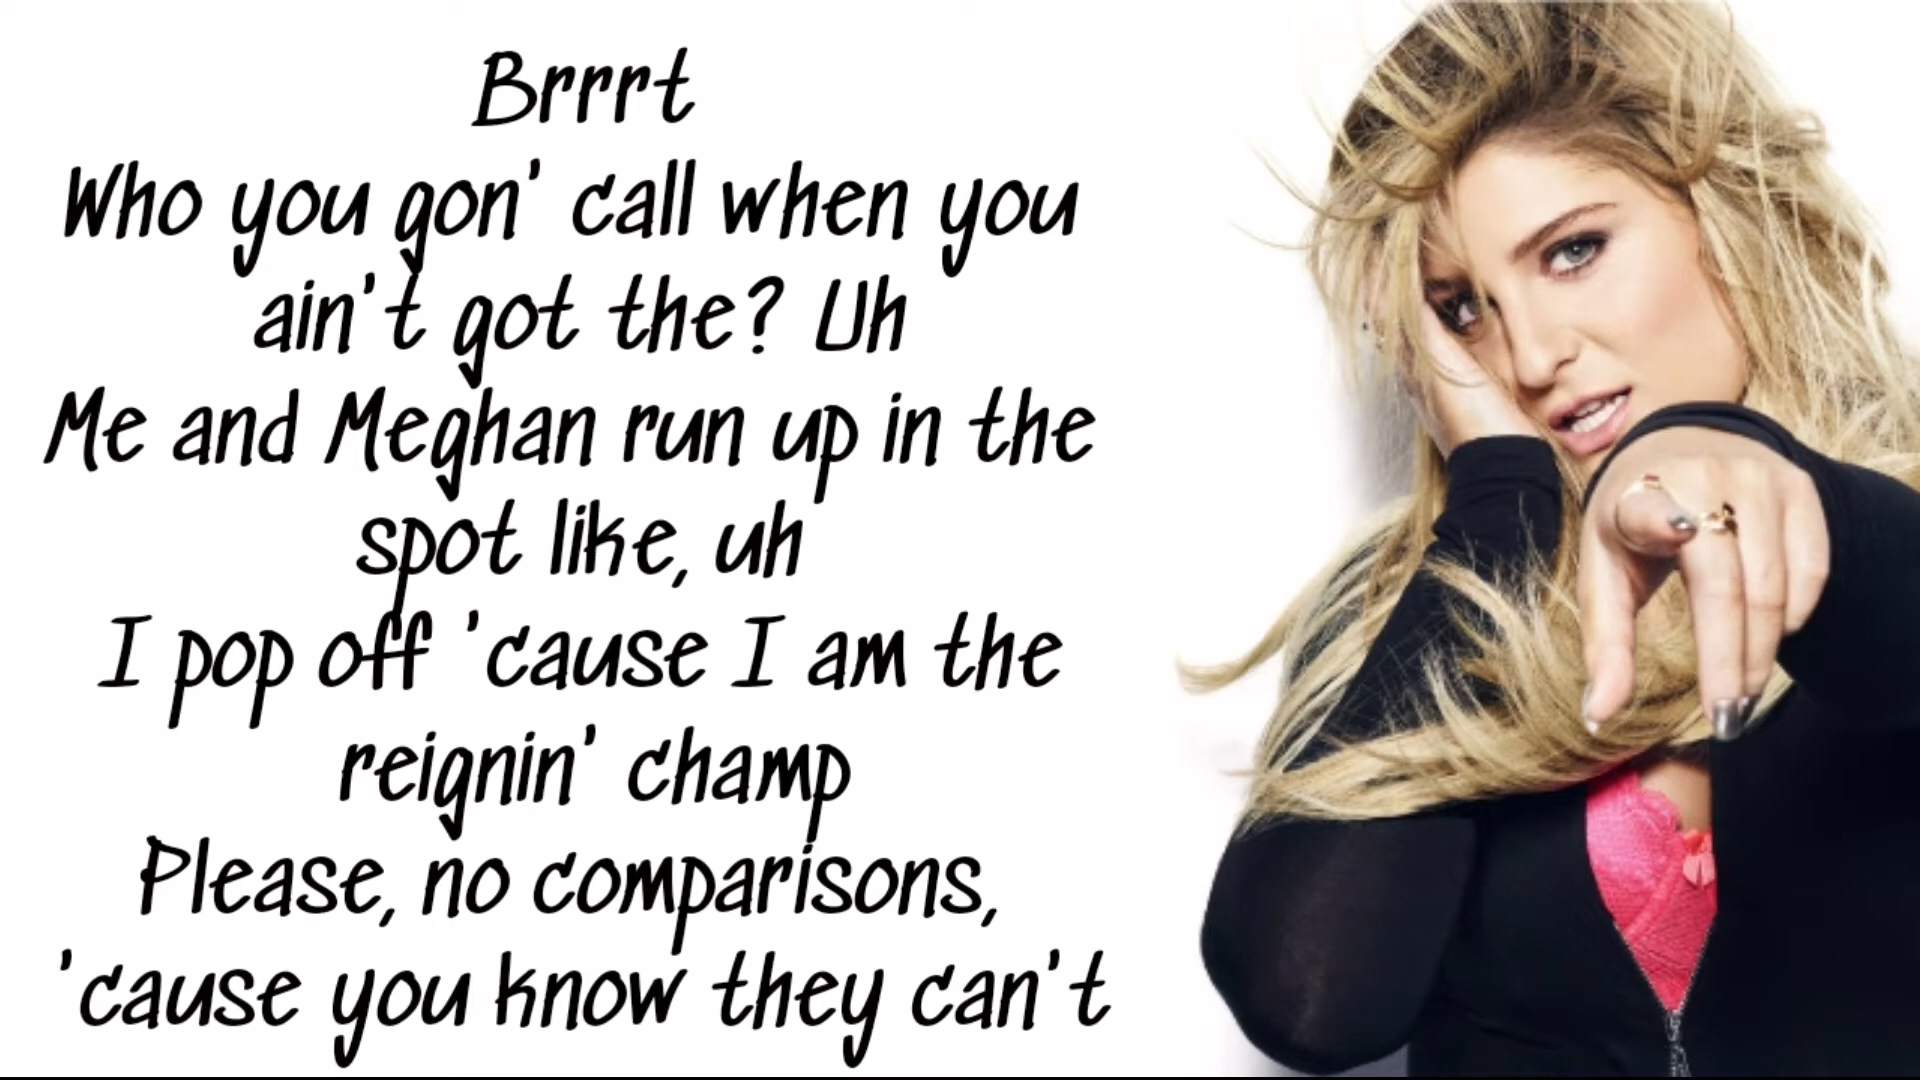 Brrrt
Who you gon' call when you
ain't got the? Uh
Me and Meghan run up in the
spot like, uh
I pop off 'cause I am the
reignin' champ
Please, no comparisons,
'cause you know they can't